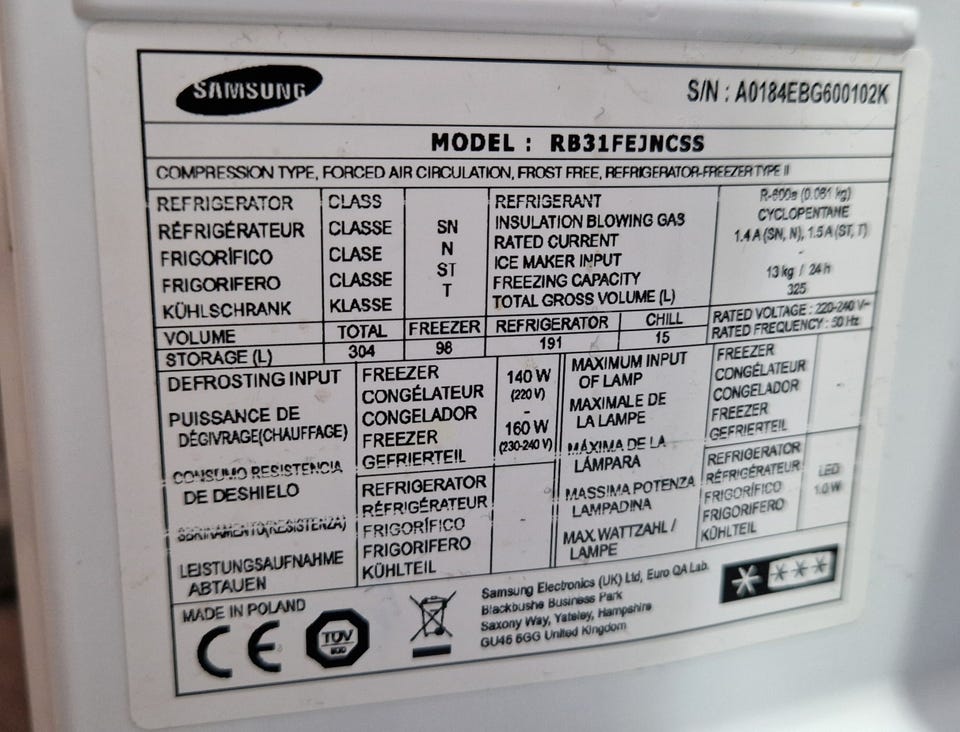 SAMSUNG
S/N : A0184EBG600102K
MODEL : RB31FEJNCSS
COMPRESSION TYPE, FORCED AIR CIRCULATION, FROST FREE, REFRIGERATOR-FREEZER TYPE II
REFRIGERATOR
RÉFRIGÉRATEUR
FRIGORÍFICO
FRIGORIFERO
KÜHLSCHRANK
CLASS
CLASSE
CLASE
CLASSE
KLASSE
SN
N
ST
T
REFRIGERANT
INSULATION BLOWING GAS
RATED CURRENT
ICE MAKER INPUT
FREEZING CAPACITY
TOTAL GROSS VOLUME (L)
R-600a (0.061 kg)
CYCLOPENTANE
1.4 A (SN, N), 1.5 A (ST, T)
-
13 kg / 24 h
325
VOLUME
STORAGE (L)
TOTAL
304
FREEZER
98
REFRIGERATOR
191
CHILL
15
RATED VOLTAGE : 220-240 V~
RATED FREQUENCY : 50 Hz
DEFROSTING INPUT
PUISSANCE DE
DÉGIVRAGE(CHAUFFAGE)
CONSUMO RESISTENCIA
DE DESHIELO
SBRINAMENTO(RESISTENZA)
LEISTUNGSAUFNAHME
ABTAUEN
FREEZER
CONGÉLATEUR
CONGELADOR
FREEZER
GEFRIERTEIL
140 W
(220 V)
-
160 W
(230-240 V)
REFRIGERATOR
RÉFRIGÉRATEUR
FRIGORÍFICO
FRIGORIFERO
KÜHLTEIL
-
MAXIMUM INPUT
OF LAMP
MAXIMALE DE
LA LAMPE
MÁXIMA DE LA
LÁMPARA
MASSIMA POTENZA
LAMPADINA
MAX. WATTZAHL /
LAMPE
FREEZER
CONGÉLATEUR
CONGELADOR
FREEZER
GEFRIERTEIL
-
REFRIGERATOR
RÉFRIGÉRATEUR
FRIGORÍFICO
FRIGORIFERO
KÜHLTEIL
LED
1.0 W
MADE IN POLAND
CE
TÜV
Samsung Electronics (UK) Ltd, Euro QA Lab.
Blackbushe Business Park
Saxony Way, Yateley, Hampshire
GU46 6GG United Kingdom